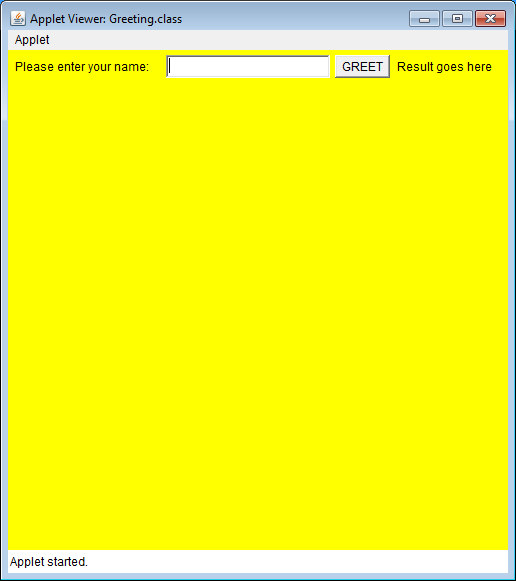 Applet Viewer: Greeting.class
Applet
Please enter your name: GREET Result goes here
Applet started.